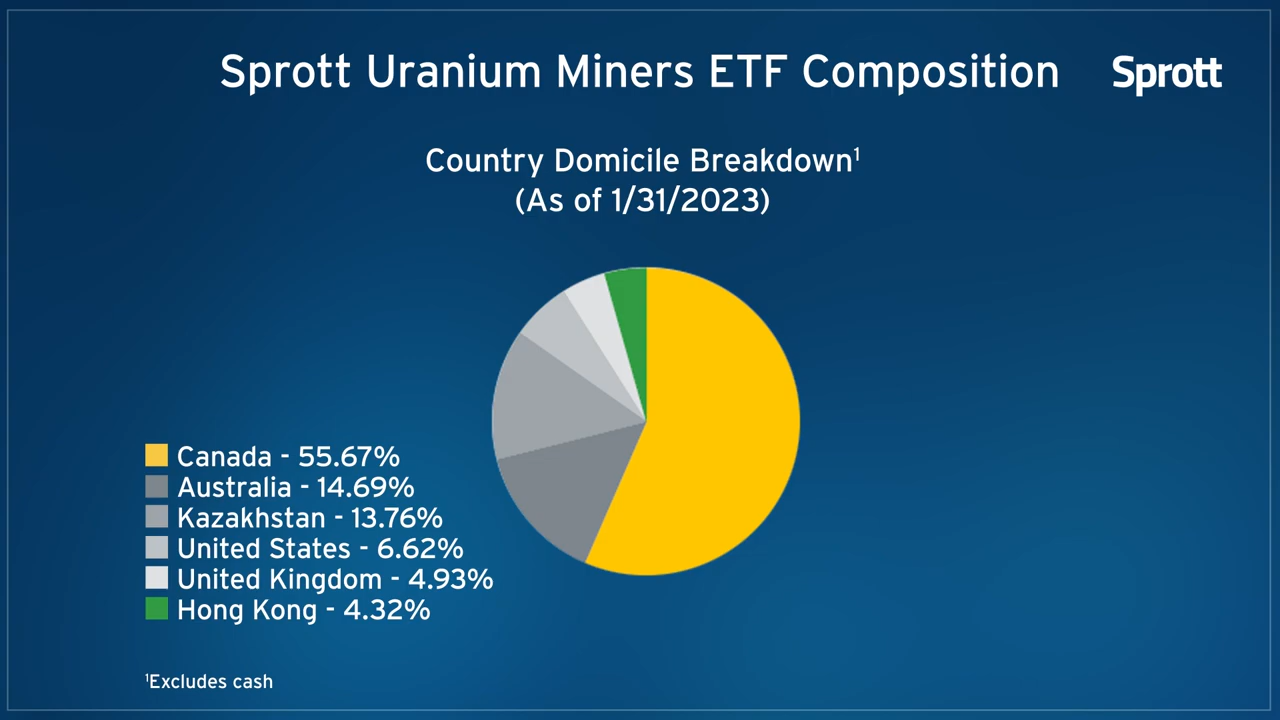 Sprott Uranium Miners ETF Composition
Sprott
Country Domicile Breakdown¹
(As of 1/31/2023)
Canada - 55.67%
Australia - 14.69%
Kazakhstan - 13.76%
United States - 6.62%
United Kingdom - 4.93%
Hong Kong - 4.32%
¹Excludes cash